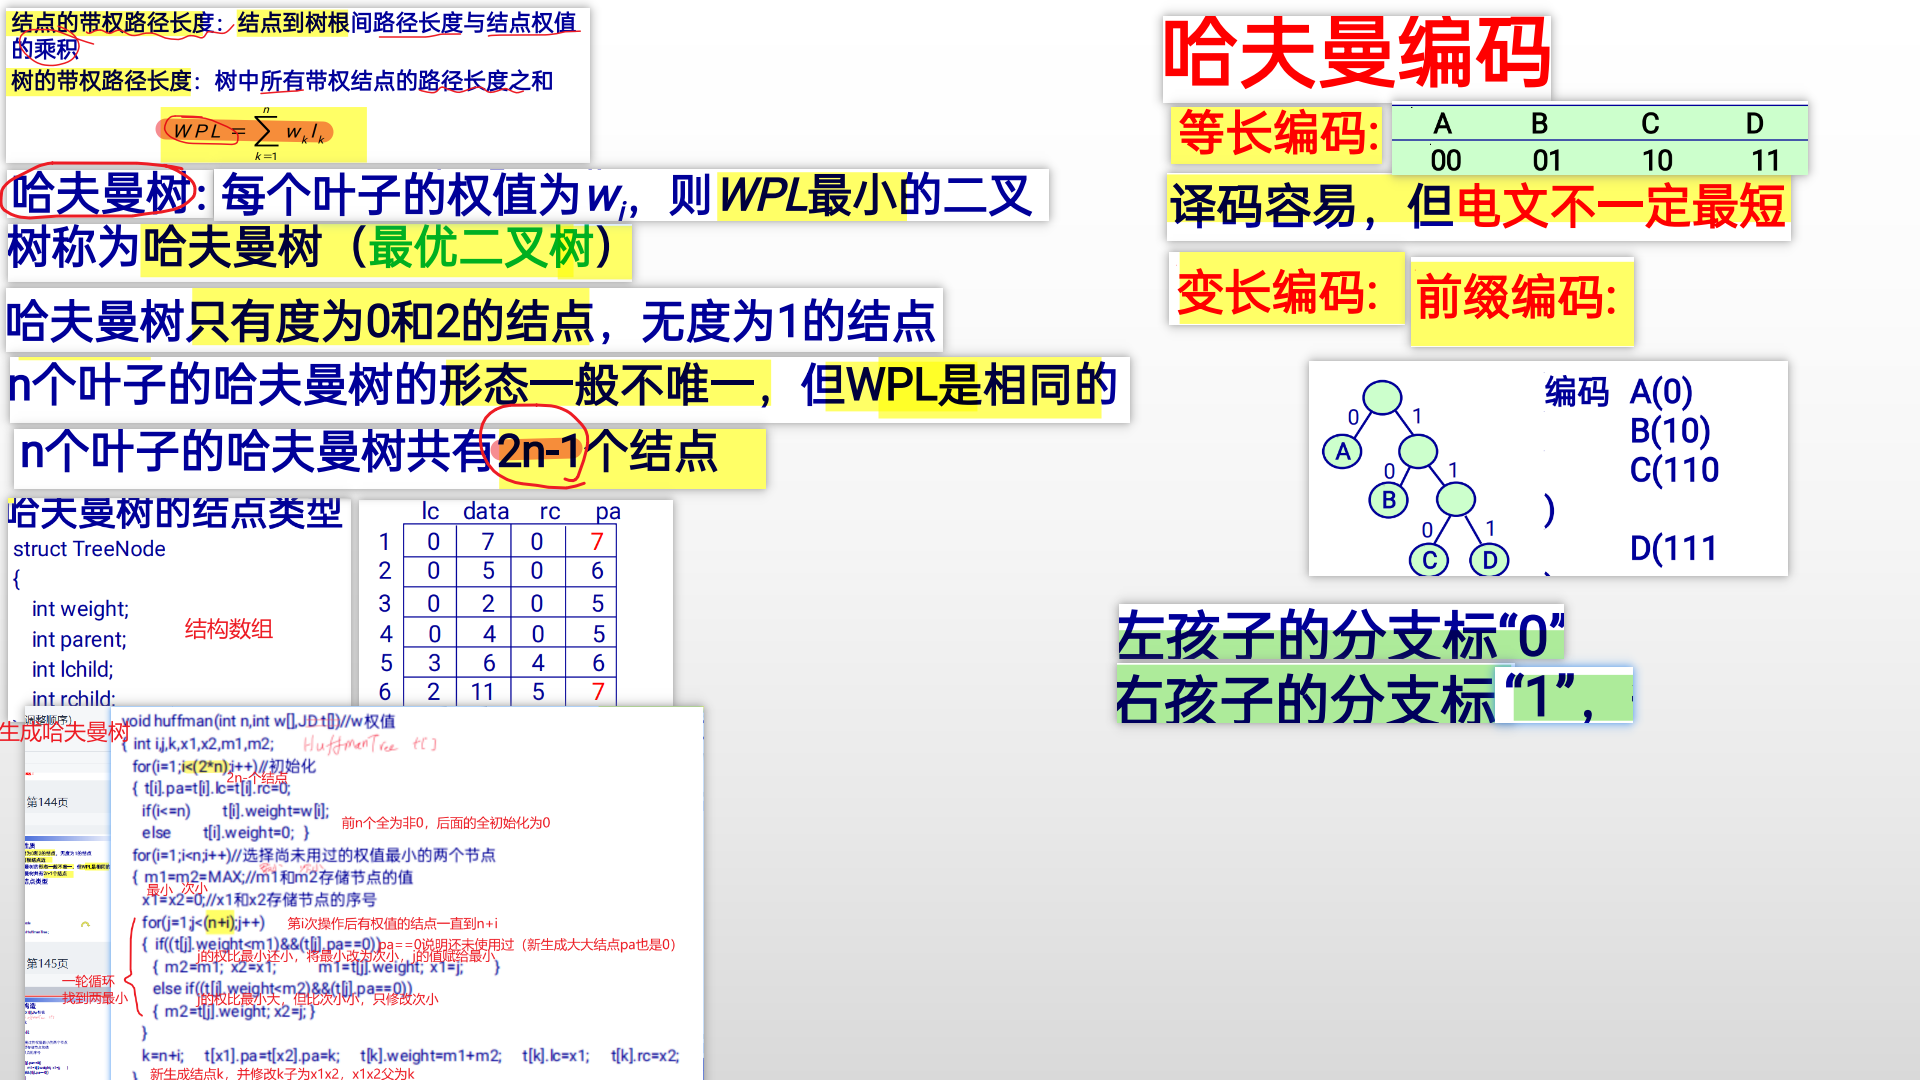 结点的带权路径长度：结点到树根间路径长度与结点权值
的乘积
树的带权路径长度：树中所有带权结点的路径长度之和
WPL = ∑ w_k l_k
n
k=1
哈夫曼树: 每个叶子的权值为w_i，则WPL最小的二叉
树称为哈夫曼树（最优二叉树）
哈夫曼树只有度为0和2的结点，无度为1的结点
n个叶子的哈夫曼树的形态一般不唯一，但WPL是相同的
n个叶子的哈夫曼树共有2n-1个结点
哈夫曼树的结点类型
struct TreeNode
{
int weight;
int parent;
int lchild;
int rchild;
结构数组
lc data rc pa
1 0 7 0 7
2 0 5 0 6
3 0 2 0 5
4 0 4 0 5
5 3 6 4 6
6 2 11 5 7
调整顺序）
生成哈夫曼树
第144页
第145页
void huffman(int n,int w[],JD t[])//w权值
{ int i,j,k,x1,x2,m1,m2;
HuffmanTree t[]
for(i=1;i<(2*n);i++)//初始化
2n-个结点
{ t[i].pa=t[i].lc=t[i].rc=0;
if(i<=n) t[i].weight=w[i];
前n个全为非0，后面的全初始化为0
else t[i].weight=0; }
for(i=1;i<n;i++)//选择尚未用过的权值最小的两个节点
{ m1=m2=MAX;//m1和m2存储节点的值
最小 次小
x1=x2=0;//x1和x2存储节点的序号
for(j=1;j<(n+i);j++)
第i次操作后有权值的结点一直到n+i
{ if((t[j].weight<m1)&&(t[j].pa==0))
pa==0说明还未使用过（新生成大大结点pa也是0）
j的权比最小还小，将最小改为次小，j的值赋给最小
{ m2=m1; x2=x1; m1=t[j].weight; x1=j; }
一轮循环
找到两最小
else if((t[j].weight<m2)&&(t[j].pa==0))
j的权比最小大，但比次小小，只修改次小
{ m2=t[j].weight; x2=j; }
}
k=n+i; t[x1].pa=t[x2].pa=k; t[k].weight=m1+m2; t[k].lc=x1; t[k].rc=x2;
}
新生成结点k，并修改k子为x1x2，x1x2父为k
哈夫曼编码
等长编码:
A B C D
00 01 10 11
译码容易，但电文不一定最短
变长编码: 前缀编码:
0 1
A
0 1
B
0 1
C D
编码 A(0)
B(10)
C(110
)
D(111
左孩子的分支标“0”
右孩子的分支标“1”，